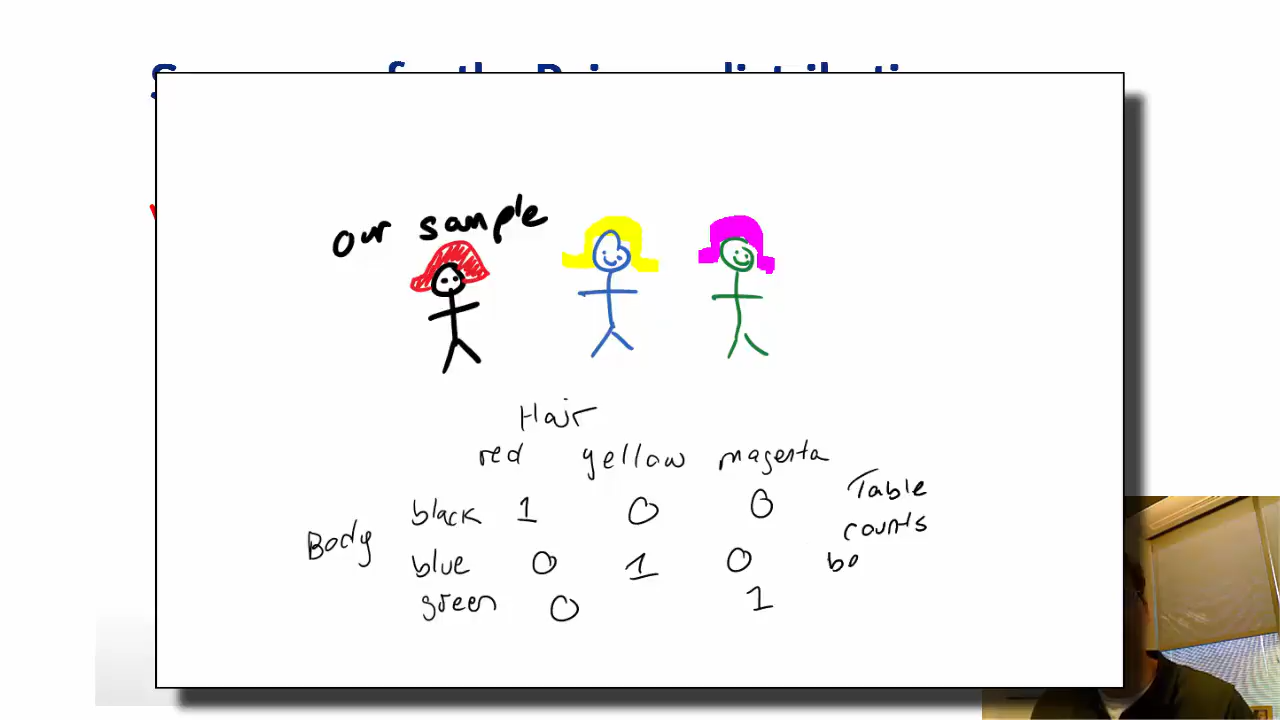 our sample
Hair
red yellow magenta
black 1 0 0
Table
counts
Body
blue 0 1 0
bo
green 0 1